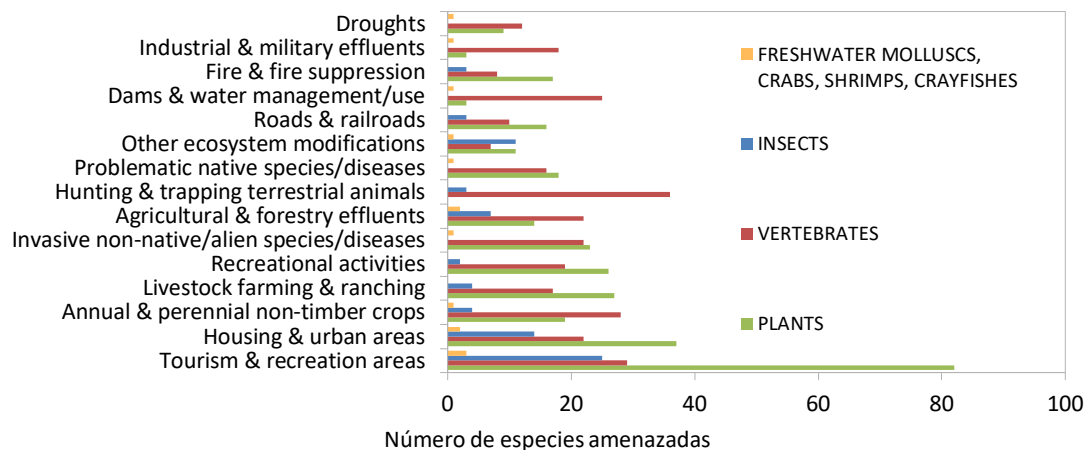 Droughts
Industrial & military effluents
Fire & fire suppression
Dams & water management/use
Roads & railroads
Other ecosystem modifications
Problematic native species/diseases
Hunting & trapping terrestrial animals
Agricultural & forestry effluents
Invasive non-native/alien species/diseases
Recreational activities
Livestock farming & ranching
Annual & perennial non-timber crops
Housing & urban areas
Tourism & recreation areas
FRESHWATER MOLLUSCS,
CRABS, SHRIMPS, CRAYFISHES
INSECTS
VERTEBRATES
PLANTS
0 20 40 60 80 100
Número de especies amenazadas